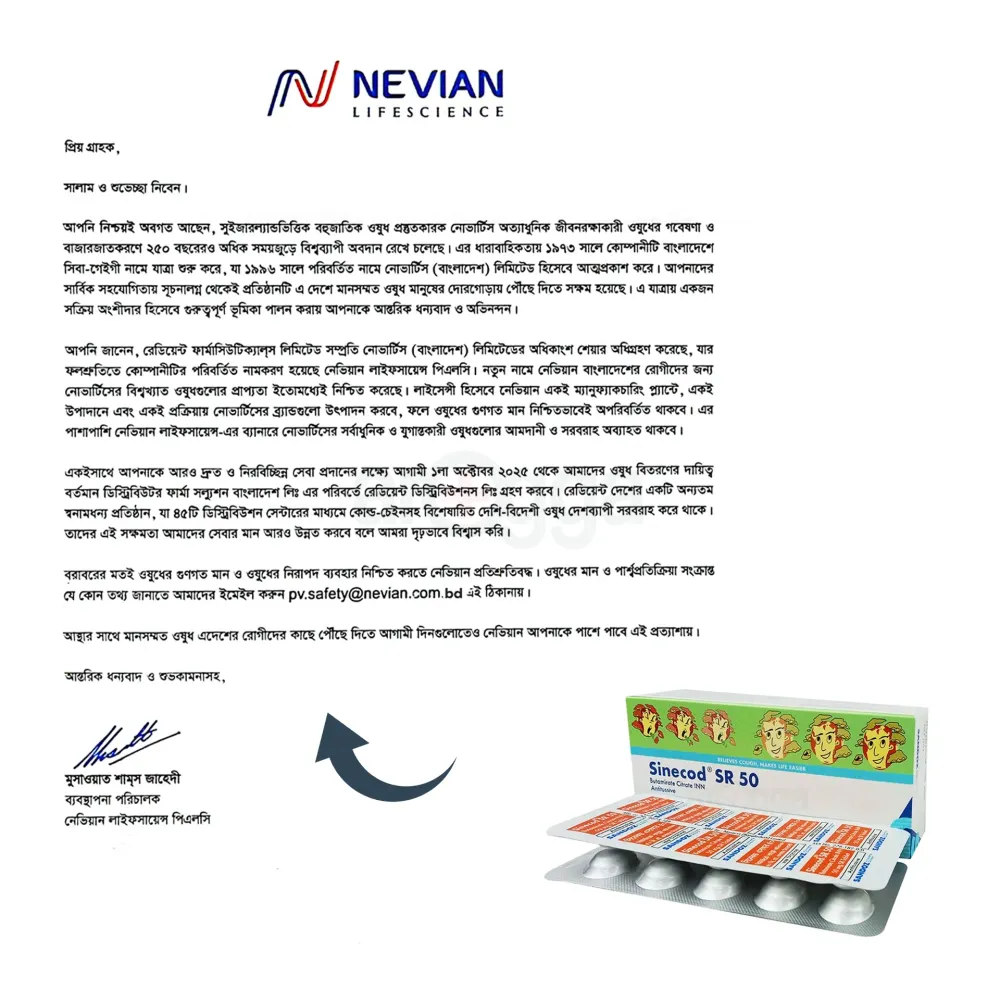 NEVIAN
LIFESCIENCE
প্রিয় গ্রাহক,
সালাম ও শুভেচ্ছা নিবেন।
আপনি নিশ্চয়ই অবগত আছেন, সুইজারল্যান্ডভিত্তিক বহুজাতিক ওষুধ প্রস্তুতকারক নোভার্টিস অত্যাধুনিক জীবনরক্ষাকারী ওষুধের গবেষণা ও
বাজারজাতকরণে ২৫০ বছরেরও অধিক সময়জুড়ে বিশ্বব্যাপী অবদান রেখে চলেছে। এর ধারাবাহিকতায় ১৯৭৩ সালে কোম্পানীটি বাংলাদেশে
সিবা-গেইগী নামে যাত্রা শুরু করে, যা ১৯৯৬ সালে পরিবর্তিত নামে নোভার্টিস (বাংলাদেশ) লিমিটেড হিসেবে আত্মপ্রকাশ করে। আপনাদের
সার্বিক সহযোগিতায় সূচনালগ্ন থেকেই প্রতিষ্ঠানটি এ দেশে মানসম্মত ওষুধ মানুষের দোরগোড়ায় পৌঁছে দিতে সক্ষম হয়েছে। এ যাত্রায় একজন
সক্রিয় অংশীদার হিসেবে গুরুত্বপূর্ণ ভূমিকা পালন করায় আপনাকে আন্তরিক ধন্যবাদ ও অভিনন্দন।
আপনি জানেন, রেডিয়েন্ট ফার্মাসিউটিক্যাল্স লিমিটেড সম্প্রতি নোভার্টিস (বাংলাদেশ) লিমিটেডের অধিকাংশ শেয়ার অধিগ্রহণ করেছে, যার
ফলশ্রুতিতে কোম্পানীটির পরিবর্তিত নামকরণ হয়েছে নেভিয়ান লাইফসায়েন্স পিএলসি। নতুন নামে নেভিয়ান বাংলাদেশের রোগীদের জন্য
নোভার্টিসের বিশ্বখ্যাত ওষুধগুলোর প্রাপ্যতা ইতোমধ্যেই নিশ্চিত করেছে। লাইসেন্সী হিসেবে নেভিয়ান একই ম্যানুফ্যাকচারিং প্ল্যান্টে, একই
উপাদানে এবং একই প্রক্রিয়ায় নোভার্টিসের ব্র্যান্ডগুলো উৎপাদন করবে, ফলে ওষুধের গুণগত মান নিশ্চিতভাবেই অপরিবর্তিত থাকবে। এর
পাশাপাশি নেভিয়ান লাইফসায়েন্স-এর ব্যানারে নোভার্টিসের সর্বাধুনিক ও যুগান্তকারী ওষুধগুলোর আমদানী ও সরবরাহ অব্যাহত থাকবে।
একইসাথে আপনাকে আরও দ্রুত ও নিরবিচ্ছিন্ন সেবা প্রদানের লক্ষ্যে আগামী ১লা অক্টোবর ২০২৫ থেকে আমাদের ওষুধ বিতরণের দায়িত্ব
বর্তমান ডিস্ট্রিবিউটর ফার্মা সল্যুশন বাংলাদেশ লিঃ এর পরিবর্তে রেডিয়েন্ট ডিস্ট্রিবিউশনস লিঃ গ্রহণ করবে। রেডিয়েন্ট দেশের একটি অন্যতম
স্বনামধন্য প্রতিষ্ঠান, যা ৪৫টি ডিস্ট্রিবিউশন সেন্টারের মাধ্যমে কোল্ড-চেইনসহ বিশেষায়িত দেশি-বিদেশী ওষুধ দেশব্যাপী সরবরাহ করে থাকে।
তাদের এই সক্ষমতা আমাদের সেবার মান আরও উন্নত করবে বলে আমরা দৃঢ়ভাবে বিশ্বাস করি।
বরাবরের মতই ওষুধের গুণগত মান ও ওষুধের নিরাপদ ব্যবহার নিশ্চিত করতে নেভিয়ান প্রতিশ্রুতিবদ্ধ। ওষুধের মান ও পার্শ্বপ্রতিক্রিয়া সংক্রান্ত
যে কোন তথ্য জানাতে আমাদের ইমেইল করুন pv.safety@nevian.com.bd এই ঠিকানায়।
আস্থার সাথে মানসম্মত ওষুধ এদেশের রোগীদের কাছে পৌঁছে দিতে আগামী দিনগুলোতেও নেভিয়ান আপনাকে পাশে পাবে এই প্রত্যাশায়।
আন্তরিক ধন্যবাদ ও শুভকামনাসহ,
মুসাওয়াত শাম্স জাহেদী
ব্যবস্থাপনা পরিচালক
নেভিয়ান লাইফসায়েন্স পিএলসি
RELIEVES COUGH, MAKES LIFE EASIER
Sinecod® SR 50
Butamirate Citrate INN
Antitussive
Sinecod SR 50
SANDOZ